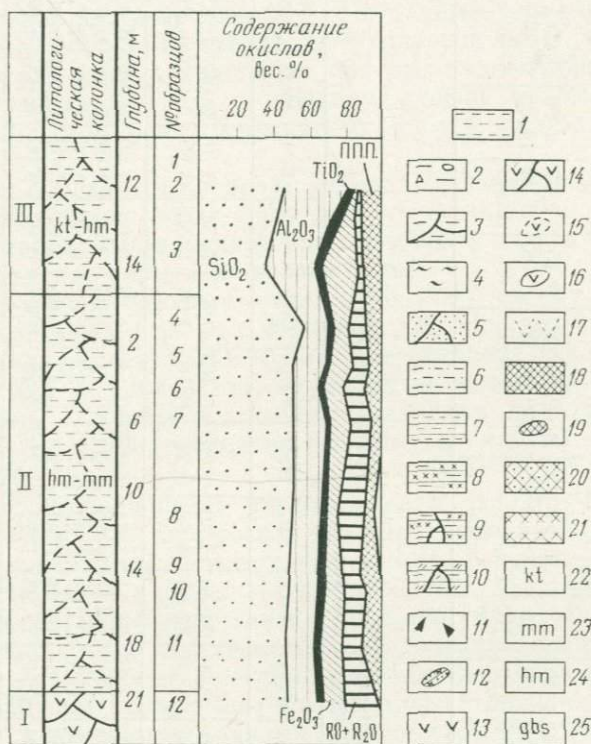 Литологи-
ческая
колонка
Глубина, м
№ образцов
Содержание
окислов,
вес. %
20 40 60 80
III
II
I
kt-hm
hm-mm
12
14
2
6
10
14
18
21
1
2
3
4
5
6
7
8
9
10
11
12
SiO₂
Al₂O₃
TiO₂
П.П.П.
Fe₂O₃
RO+R₂O
1
2
3
4
5
6
7
8
9
10
11
12
13
14
15
16
17
18
19
20
21
kt 22
mm 23
hm 24
gbs 25